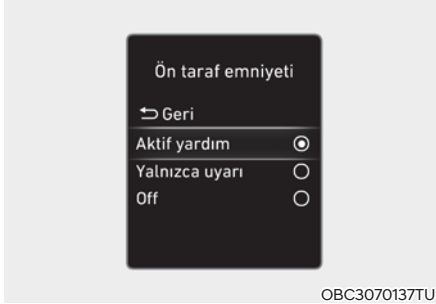 Ön taraf emniyeti
Geri
Aktif yardım
Yalnızca uyarı
Off
OBC3070137TU